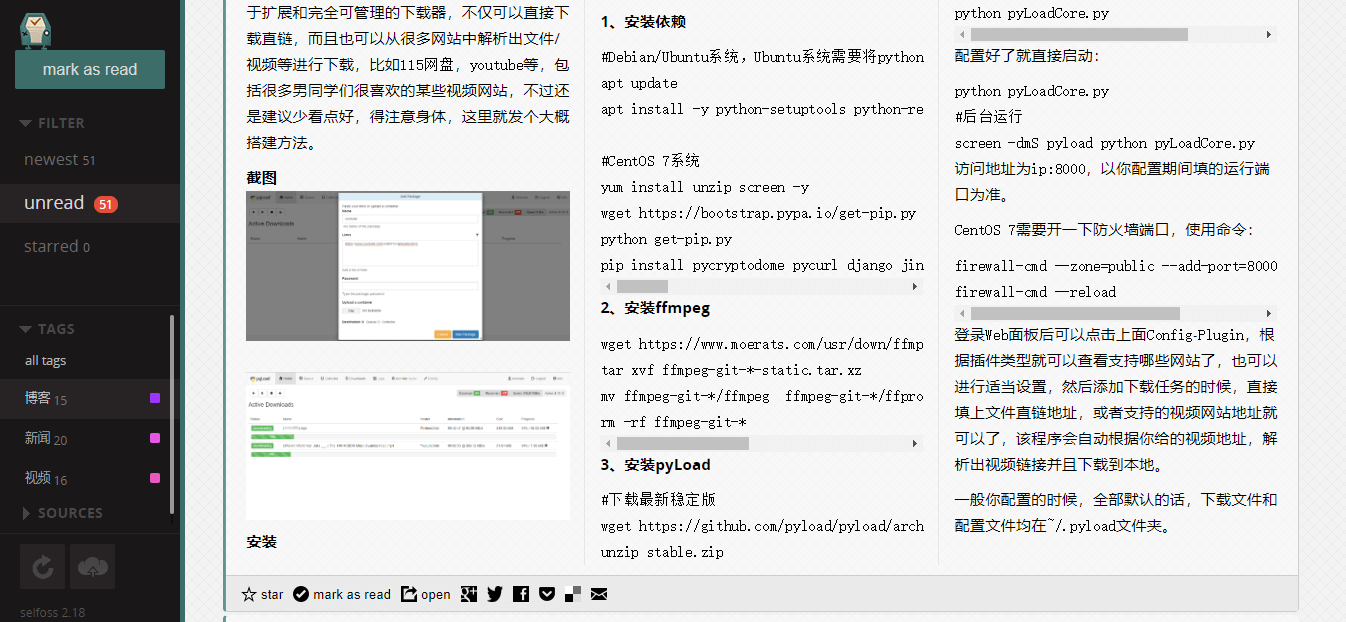 mark as read
FILTER
newest 51
unread 51
starred 0
TAGS
all tags
博客 15
新闻 20
视频 16
SOURCES
selfoss 2.18
于扩展和完全可管理的下载器，不仅可以直接下
载直链，而且也可以从很多网站中解析出文件/
视频等进行下载，比如115网盘，youtube等，包
括很多男同学们很喜欢的某些视频网站，不过还
是建议少看点好，得注意身体，这里就发个大概
搭建方法。
截图
Active Downloads
Active Downloads
安装
1、安装依赖
#Debian/Ubuntu系统，Ubuntu系统需要将python
apt update
apt install -y python-setuptools python-re
#CentOS 7系统
yum install unzip screen -y
wget https://bootstrap.pypa.io/get-pip.py
python get-pip.py
pip install pycryptodome pycurl django jin
2、安装ffmpeg
wget https://www.moerats.com/usr/down/ffmp
tar xvf ffmpeg-git-*-static.tar.xz
mv ffmpeg-git-*/ffmpeg  ffmpeg-git-*/ffpro
rm -rf ffmpeg-git-*
3、安装pyLoad
#下载最新稳定版
wget https://github.com/pyload/pyload/arch
unzip stable.zip
python pyLoadCore.py
配置好了就直接启动：
python pyLoadCore.py
#后台运行
screen -dmS pyload python pyLoadCore.py
访问地址为ip:8000，以你配置期间填的运行端
口为准。
CentOS 7需要开一下防火墙端口，使用命令：
firewall-cmd --zone=public --add-port=8000
firewall-cmd --reload
登录Web面板后可以点击上面Config-Plugin，根
据插件类型就可以查看支持哪些网站了，也可以
进行适当设置，然后添加下载任务的时候，直接
填上文件直链地址，或者支持的视频网站地址就
可以了，该程序会自动根据你给的视频地址，解
析出视频链接并且下载到本地。
一般你配置的时候，全部默认的话，下载文件和
配置文件均在~/.pyload文件夹。
star mark as read open